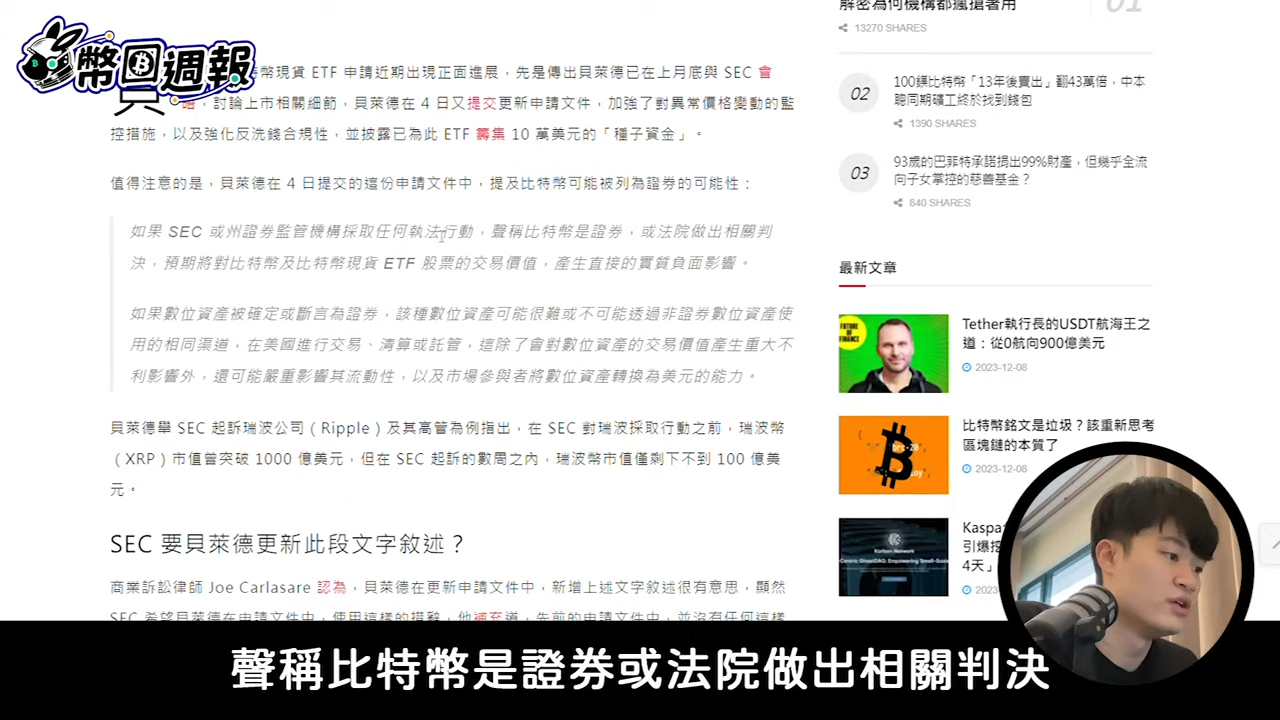 幣回週報
貝
特幣現貨 ETF 申請近期出現正面進展，先是傳出貝萊德已在上月底與 SEC 會
，討論上市相關細節，貝萊德在 4 日又提交更新申請文件，加強了對異常價格變動的監
控措施，以及強化反洗錢合規性，並披露已為此 ETF 籌集 10 萬美元的「種子資金」。
值得注意的是，貝萊德在 4 日提交的這份申請文件中，提及比特幣可能被列為證券的可能性：
如果 SEC 或州證券監管機構採取任何執法行動，聲稱比特幣是證券，或法院做出相關判
決，預期將對比特幣及比特幣現貨 ETF 股票的交易價值，產生直接的實質負面影響。
如果數位資產被確定或斷言為證券，該種數位資產可能很難或不可能透過非證券數位資產使
用的相同渠道，在美國進行交易、清算或託管，這除了會對數位資產的交易價值產生重大不
利影響外，還可能嚴重影響其流動性，以及市場參與者將數位資產轉換為美元的能力。
貝萊德舉 SEC 起訴瑞波公司（Ripple）及其高管為例指出，在 SEC 對瑞波採取行動之前，瑞波幣
（XRP）市值曾突破 1000 億美元，但在 SEC 起訴的數周之內，瑞波幣市值僅剩下不到 100 億美
元。
SEC 要貝萊德更新此段文字敘述？
商業訴訟律師 Joe Carlasare 認為，貝萊德在更新申請文件中，新增上述文字敘述很有意思，顯然
SEC 希望貝萊德在申請文件中，使用這樣的措辭，他補充道，先前的申請文件中，並沒有任何這樣
解密為何機構都瘋搶著用
01
13270 SHARES
02
100鎂比特幣「13年後賣出」翻43萬倍，中本
聰同期礦工終於找到錢包
1390 SHARES
03
93歲的巴菲特承諾捐出99%財產，但幾乎全流
向子女掌控的慈善基金？
840 SHARES
最新文章
FUTURE OF FINANCE
Tether執行長的USDT航海王之
道：從0航向900億美元
2023-12-08
比特幣銘文是垃圾？該重新思考
區塊鏈的本質了
2023-12-08
Kaspa
引爆挖
4天」
2023
聲稱比特幣是證券或法院做出相關判決